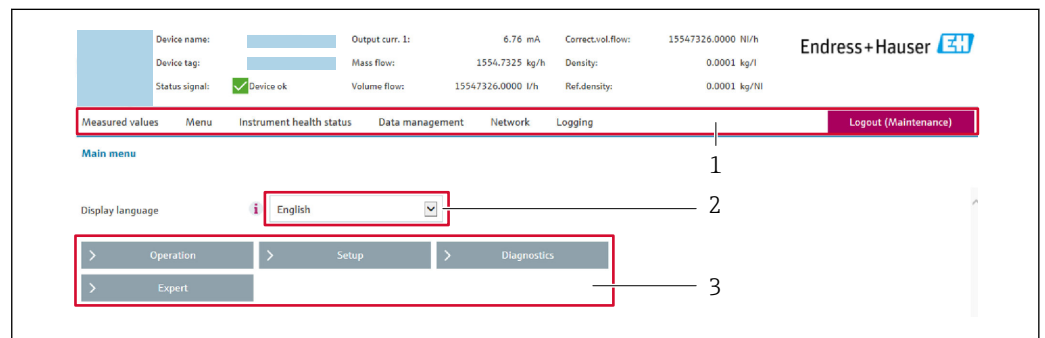 Device name: Output curr. 1: 6.76 mA Correct.vol.flow: 15547326.0000 Nl/h
Endress+Hauser EH
Device tag: Mass flow: 1554.7325 kg/h Density: 0.0001 kg/l
Status signal: Device ok Volume flow: 15547326.0000 l/h Ref.density: 0.0001 kg/Nl
Measured values Menu Instrument health status Data management Network Logging Logout (Maintenance)
1
Main menu
Display language i English 2
> Operation > Setup > Diagnostics
> Expert 3